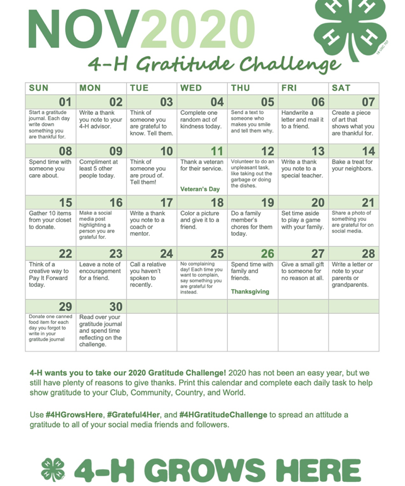 NOV2020
4-H Gratitude Challenge
SUN MON TUE WED THU FRI SAT
01 02 03 04 05 06 07
Start a gratitude
journal. Each day
write down
something you
are thankful for.
Write a thank
you note to your
4-H advisor.
Think of
someone you
are grateful to
know. Tell them.
Complete one
random act of
kindness today.
Send a text to
someone who
makes you smile
and tell them why.
Handwrite a
letter and mail it
to a friend.
Create a piece
of art that
shows what you
are thankful for.
08 09 10 11 12 13 14
Spend time with
someone you
care about.
Compliment at
least 5 other
people today.
Think of
someone you
are proud of.
Tell them!
Thank a veteran
for their service.
Veteran's Day
Volunteer to do an
unpleasant task,
like taking out the
garbage or doing
the dishes.
Write a thank
you note to a
special teacher.
Bake a treat for
your neighbors.
15 16 17 18 19 20 21
Gather 10 items
from your closet
to donate.
Make a social
media post
highlighting a
person you are
grateful for.
Write a thank
you note to a
coach or
mentor.
Color a picture
and give it to a
friend.
Do a family
member's
chores for them
today.
Set time aside
to play a game
with your family.
Share a photo of
something you
are grateful for on
social media.
22 23 24 25 26 27 28
Think of a
creative way to
Pay it Forward
today.
Leave a note of
encouragement
for a friend.
Call a relative
you haven't
spoken to
recently.
No complaining
day! Each time you
want to complain,
say something you
are grateful for
instead.
Spend time with
family and
friends.
Thanksgiving
Give a small gift
to someone for
no reason at all.
Write a letter or
note to your
parents or
grandparents.
29 30
Donate one canned
food item for each
day you forgot to
write in your
gratitude journal
Read over your
gratitude journal
and spend time
reflecting on the
challenge.
4-H wants you to take our 2020 Gratitude Challenge! 2020 has not been an easy year, but we
still have plenty of reasons to give thanks. Print this calendar and complete each daily task to help
show gratitude to your Club, Community, Country, and World.
Use #4HGrowsHere, #Grateful4Her, and #4HGratitudeChallenge to spread an attitude a
gratitude to all of your social media friends and followers.
4-H GROWS HERE
H H H H